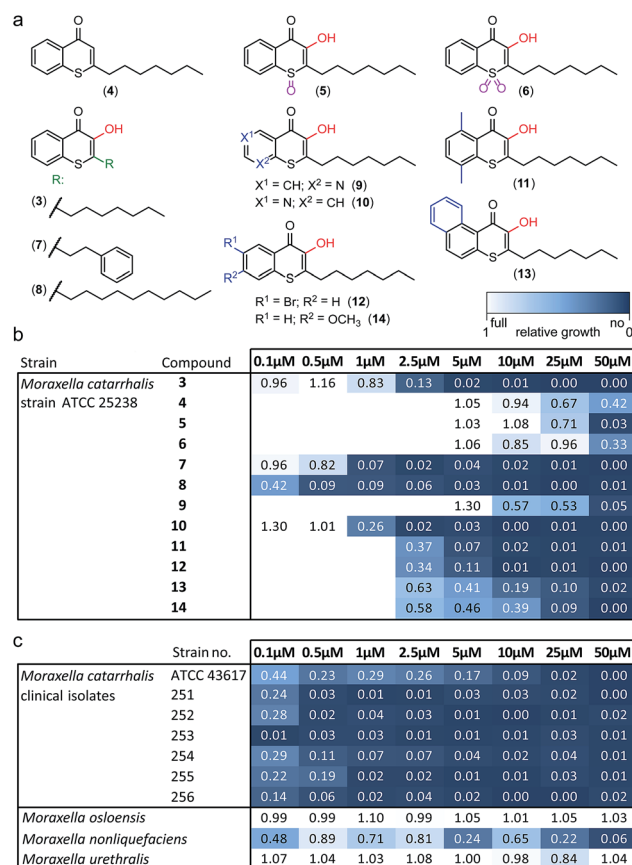 a
O
S
(4)
O
OH
S
O
(5)
O
OH
S
O O
(6)
O
OH
S
R
R:
(3)
(7)
(8)
X¹
X²
O
OH
S
X¹ = CH; X² = N (9)
X¹ = N; X² = CH (10)
O
OH
S
(11)
R¹
R²
O
OH
S
R¹ = Br; R² = H (12)
R¹ = H; R² = OCH₃ (14)
O
OH
S
(13)
full no
1 relative growth 0
b
Strain Compound 0.1µM 0.5µM 1µM 2.5µM 5µM 10µM 25µM 50µM
Moraxella catarrhalis 3 0.96 1.16 0.83 0.13 0.02 0.01 0.00 0.00
strain ATCC 25238 4 1.05 0.94 0.67 0.42
5 1.03 1.08 0.71 0.03
6 1.06 0.85 0.96 0.33
7 0.96 0.82 0.07 0.02 0.04 0.02 0.01 0.00
8 0.42 0.09 0.09 0.06 0.03 0.01 0.00 0.01
9 1.30 0.57 0.53 0.05
10 1.30 1.01 0.26 0.02 0.03 0.00 0.01 0.00
11 0.37 0.07 0.02 0.01 0.01
12 0.34 0.11 0.01 0.01 0.00
13 0.63 0.41 0.19 0.10 0.02
14 0.58 0.46 0.39 0.09 0.00
c
Strain no. 0.1µM 0.5µM 1µM 2.5µM 5µM 10µM 25µM 50µM
Moraxella catarrhalis ATCC 43617 0.44 0.23 0.29 0.26 0.17 0.09 0.02 0.00
clinical isolates 251 0.24 0.03 0.01 0.01 0.03 0.03 0.02 0.00
252 0.28 0.02 0.04 0.03 0.01 0.00 0.01 0.02
253 0.01 0.03 0.03 0.01 0.01 0.01 0.03 0.01
254 0.29 0.11 0.07 0.07 0.04 0.02 0.04 0.01
255 0.22 0.19 0.02 0.02 0.01 0.01 0.03 0.01
256 0.14 0.06 0.02 0.04 0.02 0.00 0.00 0.02
Moraxella osloensis 0.99 0.99 1.10 0.99 1.05 1.01 1.05 1.03
Moraxella nonliquefaciens 0.48 0.89 0.71 0.81 0.24 0.65 0.22 0.06
Moraxella urethralis 1.07 1.04 1.03 1.08 1.00 0.98 0.84 1.04